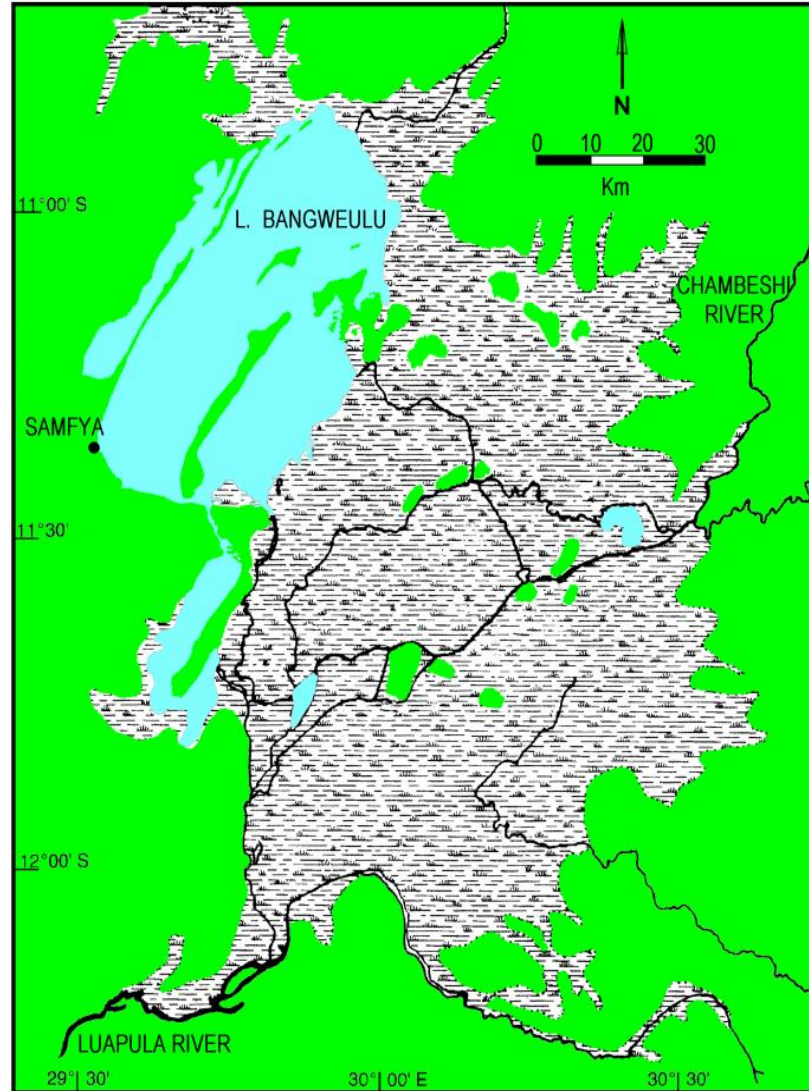 N
0 10 20 30
Km
11°00' S
L. BANGWEULU
CHAMBESHI
RIVER
SAMFYA
11°30'
12°00' S
LUAPULA RIVER
29°30'
30°00' E
30°30'